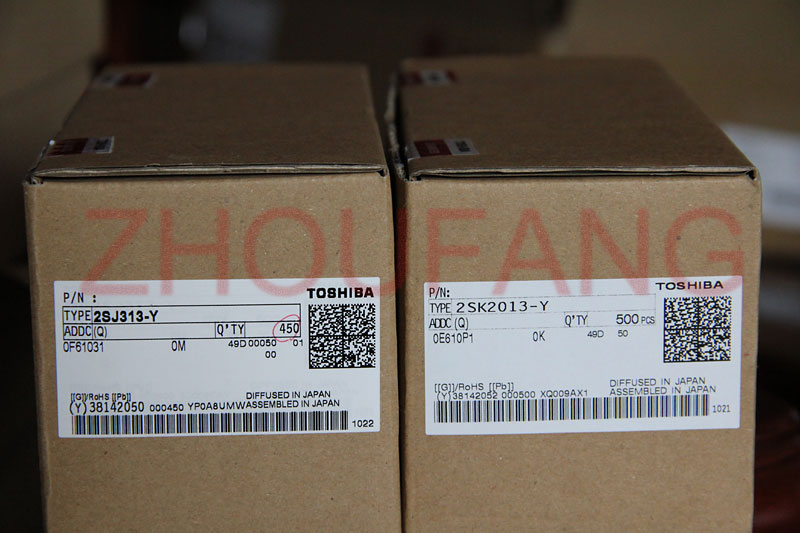 ZHOUFANG
P/N :
TOSHIBA
TYPE 2SJ313-Y
ADDC(Q) Q'TY 450
0F61031 0M 49D 00050 01
00
[[G]]/RoHS [[Pb]] DIFFUSED IN JAPAN
(Y)38142050 000450 YP0A8UMW ASSEMBLED IN JAPAN
1022
P/N:
TOSHIBA
TYPE 2SK2013-Y
ADDC (Q) Q'TY 500 PCS
0E610P1 0K 49D 50
[[G]]/RoHS [[Pb]] DIFFUSED IN JAPAN
(Y)38142052 000500 XQ009AX1 ASSEMBLED IN JAPAN
1021